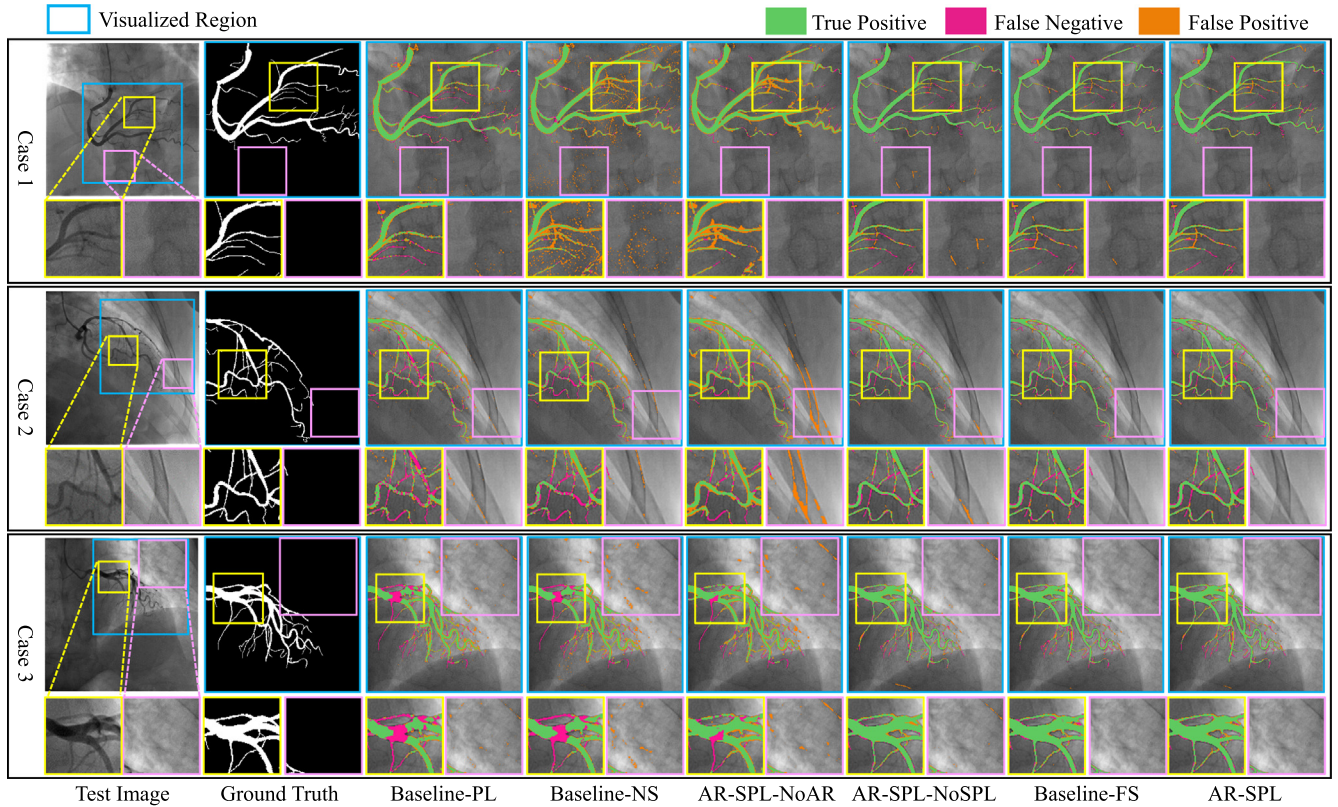 Visualized Region
True Positive
False Negative
False Positive
Case 1
Case 2
Case 3
Test Image
Ground Truth
Baseline-PL
Baseline-NS
AR-SPL-NoAR
AR-SPL-NoSPL
Baseline-FS
AR-SPL